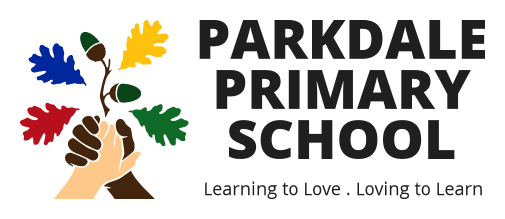 PARKDALE
PRIMARY
SCHOOL
Learning to Love . Loving to Learn